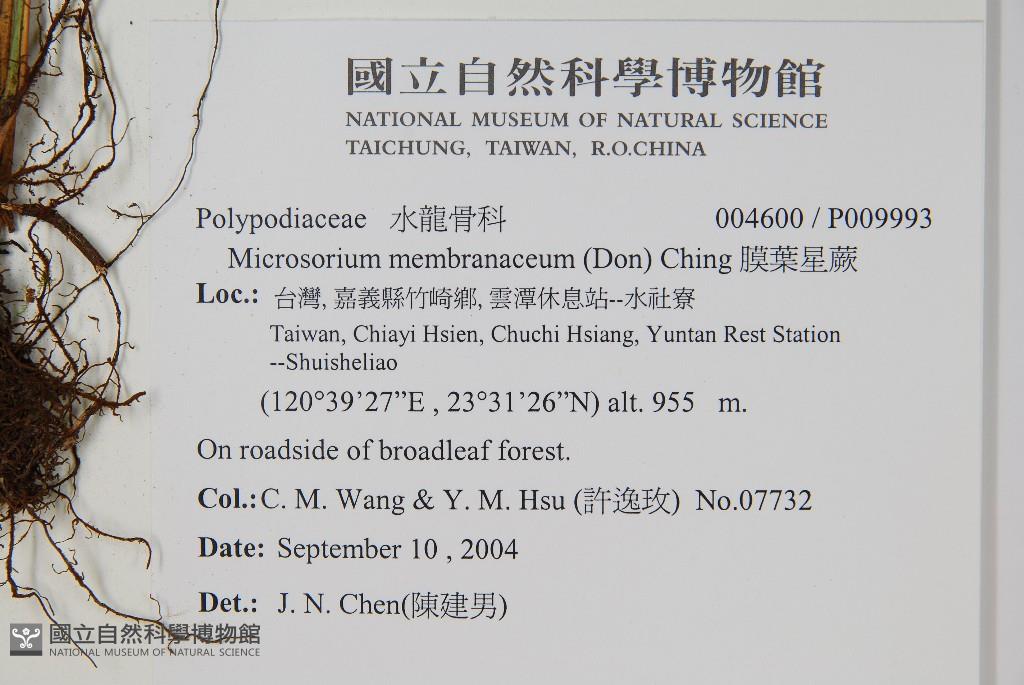 國立自然科學博物館
NATIONAL MUSEUM OF NATURAL SCIENCE
TAICHUNG, TAIWAN, R.O.CHINA
Polypodiaceae 水龍骨科 004600 / P009993
Microsorium membranaceum (Don) Ching 膜葉星蕨
Loc.: 台灣, 嘉義縣竹崎鄉, 雲潭休息站--水社寮
Taiwan, Chiayi Hsien, Chuchi Hsiang, Yuntan Rest Station
--Shuisheliao
(120°39’27”E , 23°31’26”N) alt. 955 m.
On roadside of broadleaf forest.
Col.: C. M. Wang & Y. M. Hsu (許逸玫) No.07732
Date: September 10 , 2004
Det.: J. N. Chen(陳建男)
國立自然科學博物館
NATIONAL MUSEUM OF NATURAL SCIENCE